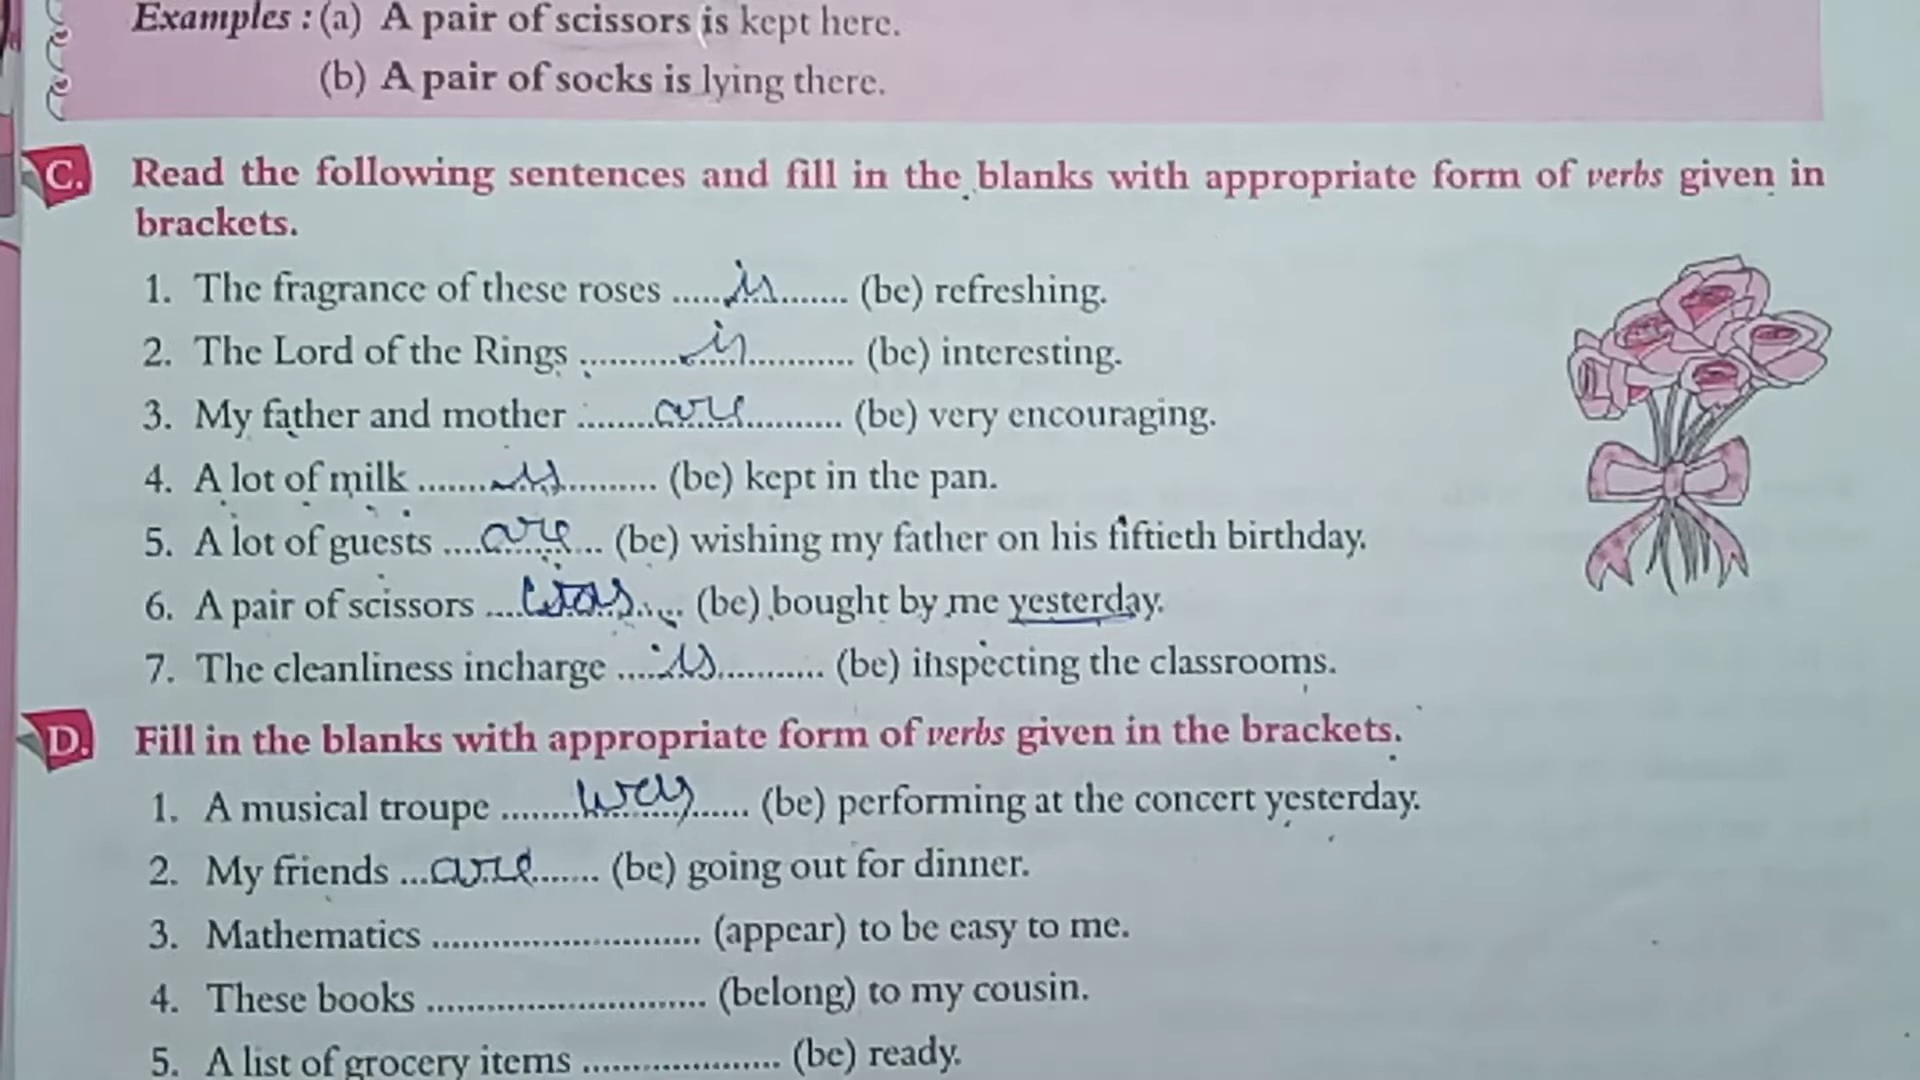 Examples : (a) A pair of scissors is kept here.
(b) A pair of socks is lying there.
C. Read the following sentences and fill in the blanks with appropriate form of verbs given in
brackets.
1. The fragrance of these roses .....is........ (be) refreshing.
2. The Lord of the Rings ..........is........... (be) interesting.
3. My father and mother ........are.......... (be) very encouraging.
4. A lot of milk .......is......... (be) kept in the pan.
5. A lot of guests ....are... (be) wishing my father on his fiftieth birthday.
6. A pair of scissors ....was..... (be) bought by me yesterday.
7. The cleanliness incharge .....is........... (be) inspecting the classrooms.
D. Fill in the blanks with appropriate form of verbs given in the brackets.
1. A musical troupe ........was...... (be) performing at the concert yesterday.
2. My friends ...are....... (be) going out for dinner.
3. Mathematics ........................... (appear) to be easy to me.
4. These books ............................ (belong) to my cousin.
5. A list of grocery items .................... (be) ready.